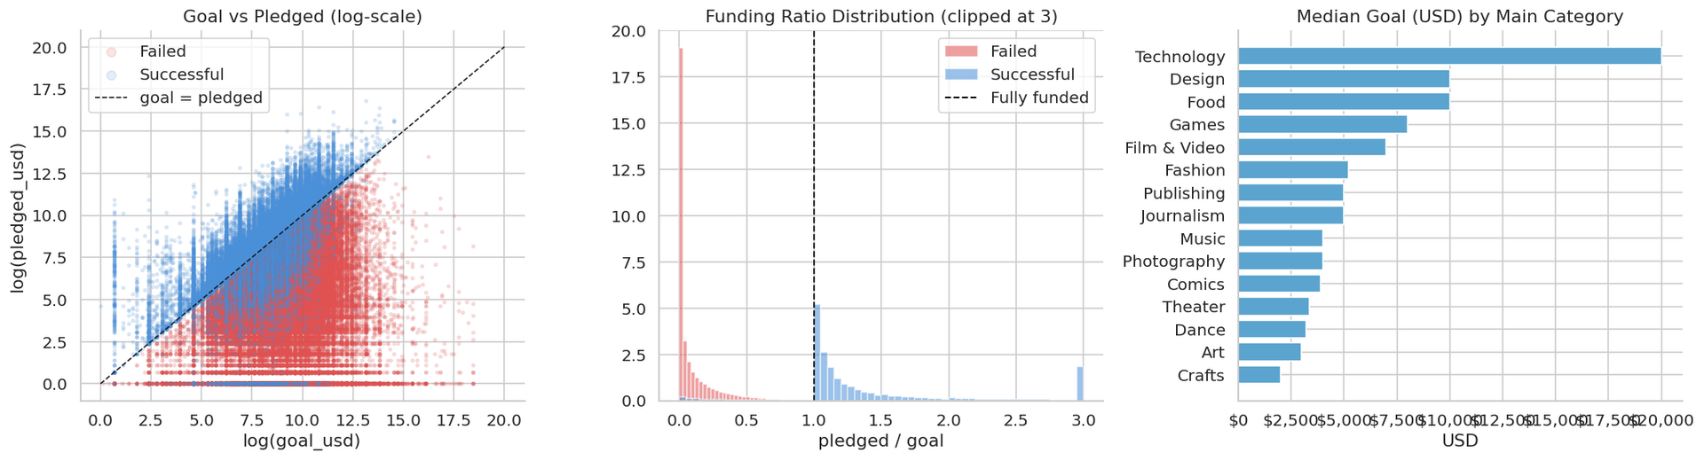 Goal vs Pledged (log-scale)
Failed
Successful
goal = pledged
log(pledged_usd)
20.0
17.5
15.0
12.5
10.0
7.5
5.0
2.5
0.0
0.0 2.5 5.0 7.5 10.0 12.5 15.0 17.5 20.0
log(goal_usd)
Funding Ratio Distribution (clipped at 3)
Failed
Successful
Fully funded
20.0
17.5
15.0
12.5
10.0
7.5
5.0
2.5
0.0
0.0 0.5 1.0 1.5 2.0 2.5 3.0
pledged / goal
Median Goal (USD) by Main Category
Technology
Design
Food
Games
Film & Video
Fashion
Publishing
Journalism
Music
Photography
Comics
Theater
Dance
Art
Crafts
$0 $2,500 $5,000 $7,500 $10,000 $12,500 $15,000 $17,500 $20,000
USD